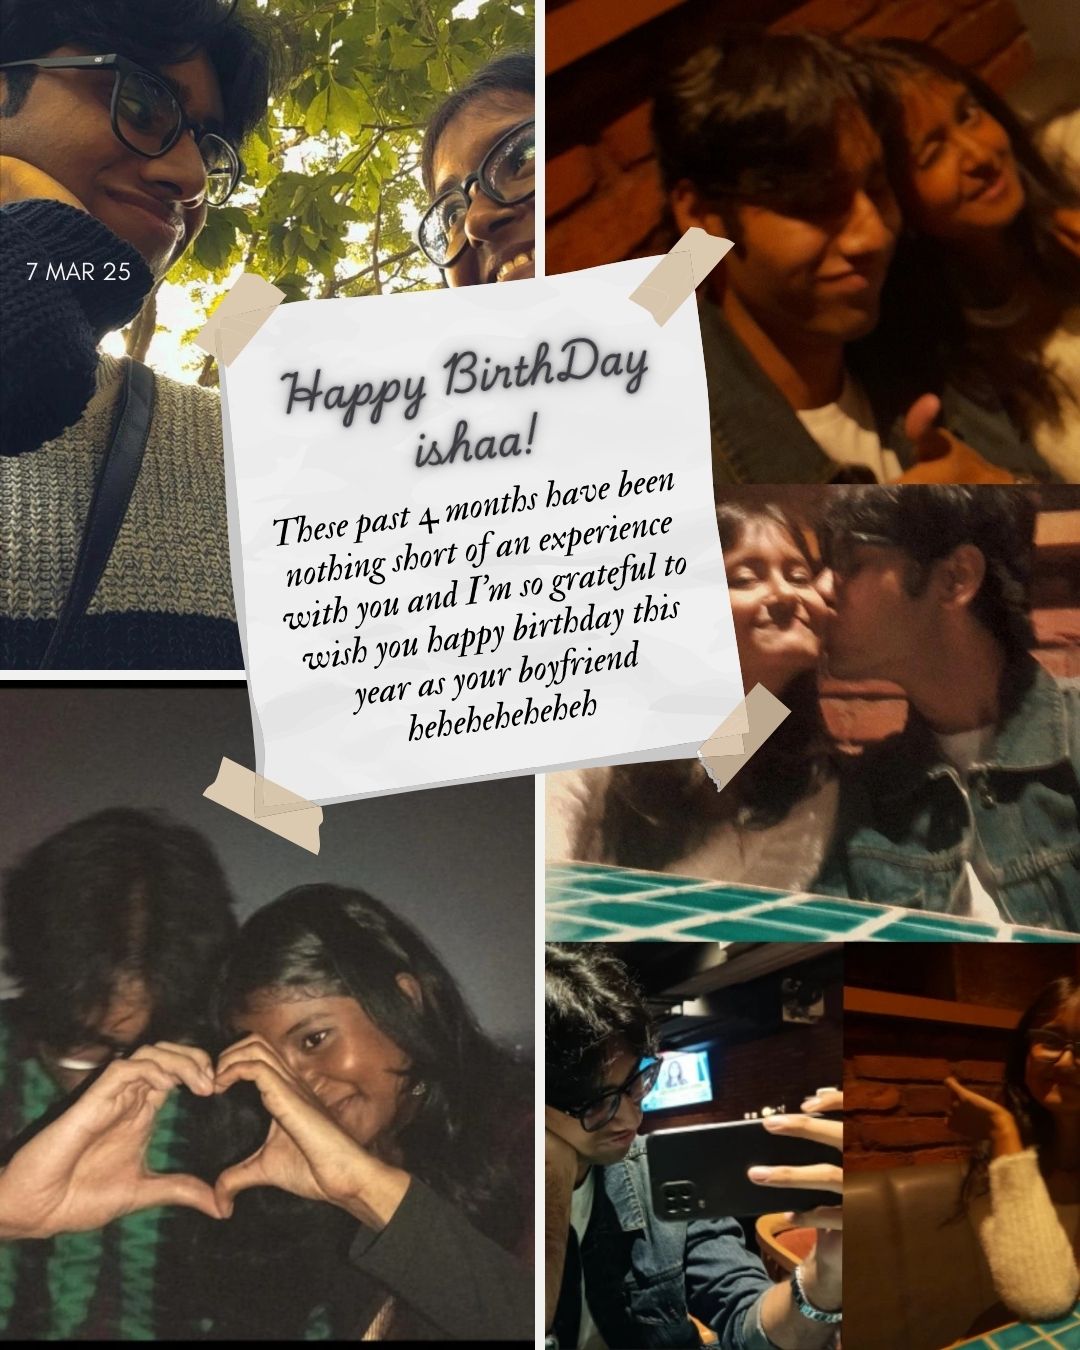 7 MAR 25
Happy BirthDay
ishaa!
These past 4 months have been
nothing short of an experience
with you and I'm so grateful to
wish you happy birthday this
year as your boyfriend
heheheheheheh